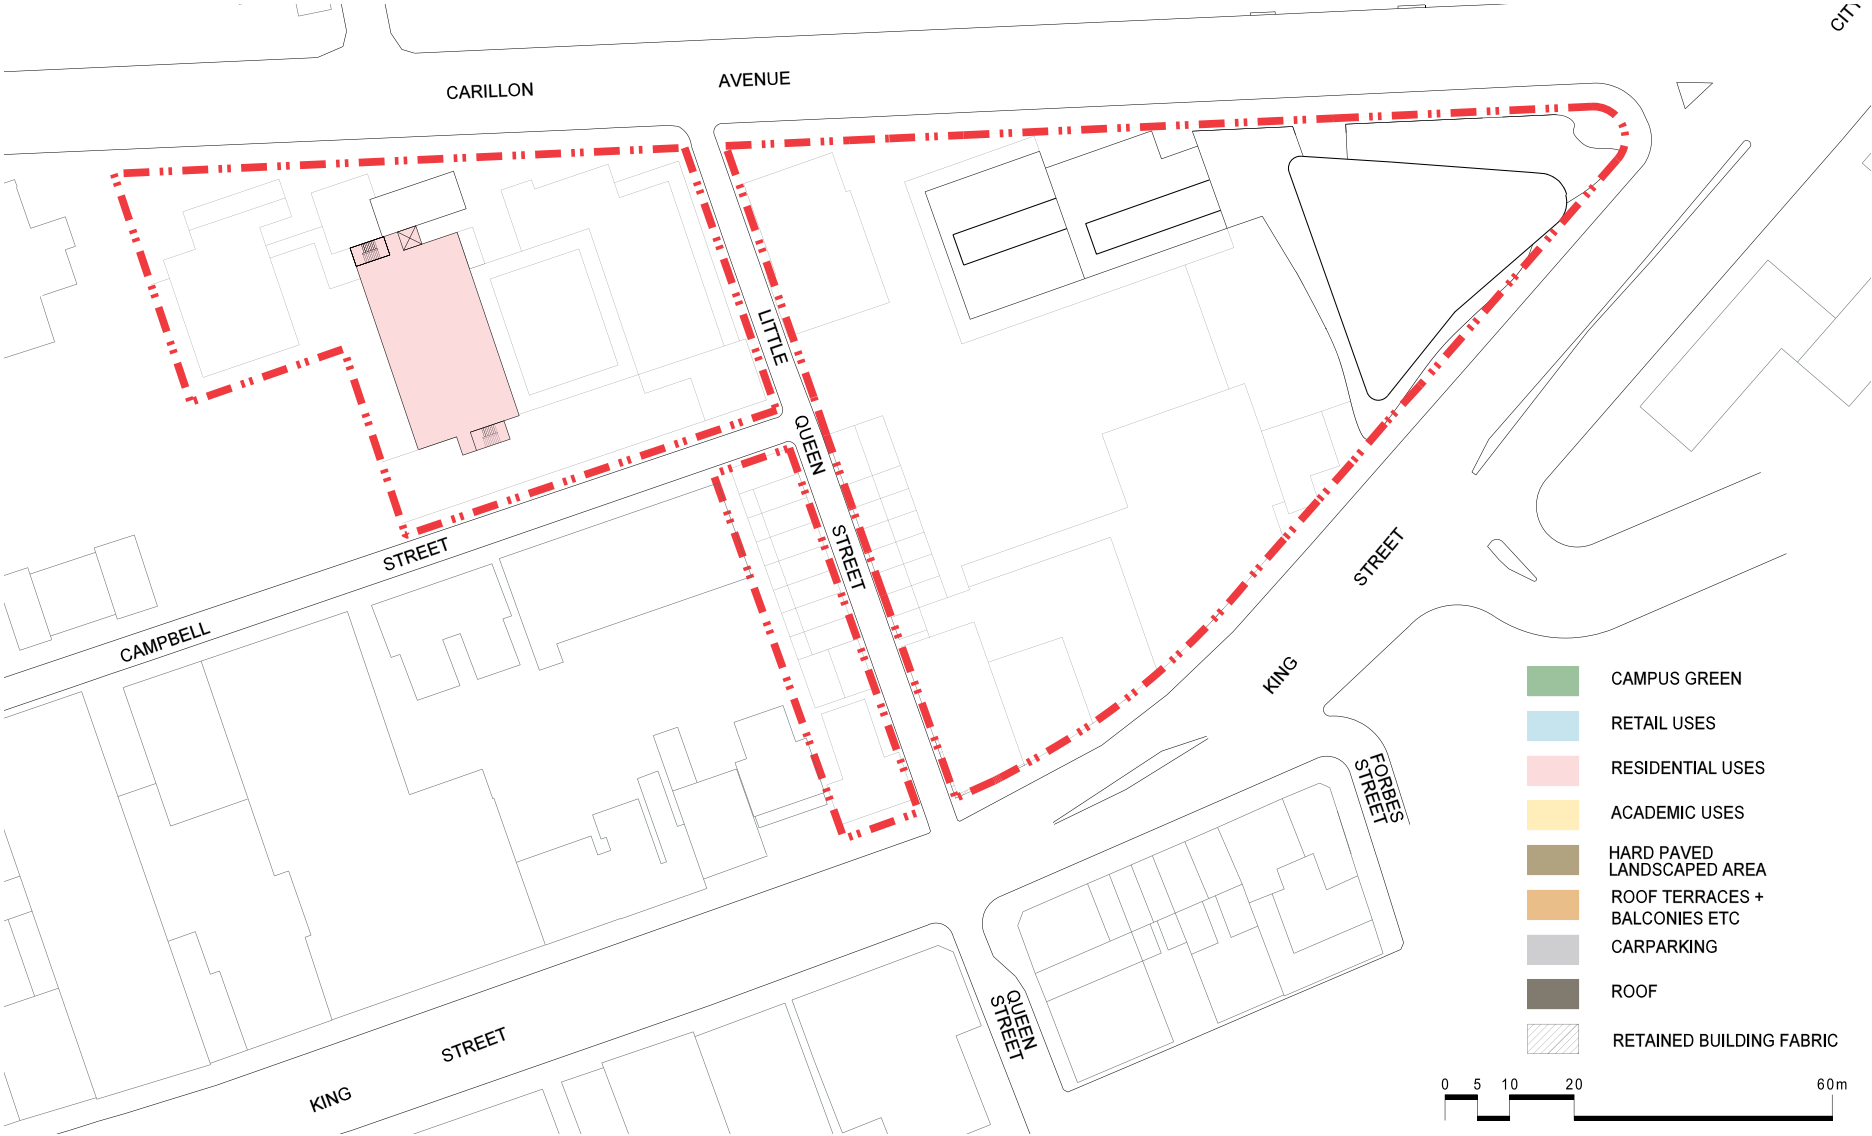 CITY
CARILLON
AVENUE
LITTLE
QUEEN
STREET
STREET
CAMPBELL
STREET
KING
FORBES
STREET
CAMPUS GREEN
RETAIL USES
RESIDENTIAL USES
ACADEMIC USES
HARD PAVED
LANDSCAPED AREA
ROOF TERRACES +
BALCONIES ETC
CARPARKING
ROOF
RETAINED BUILDING FABRIC
QUEEN
STREET
STREET
KING
0 5 10 20 60m